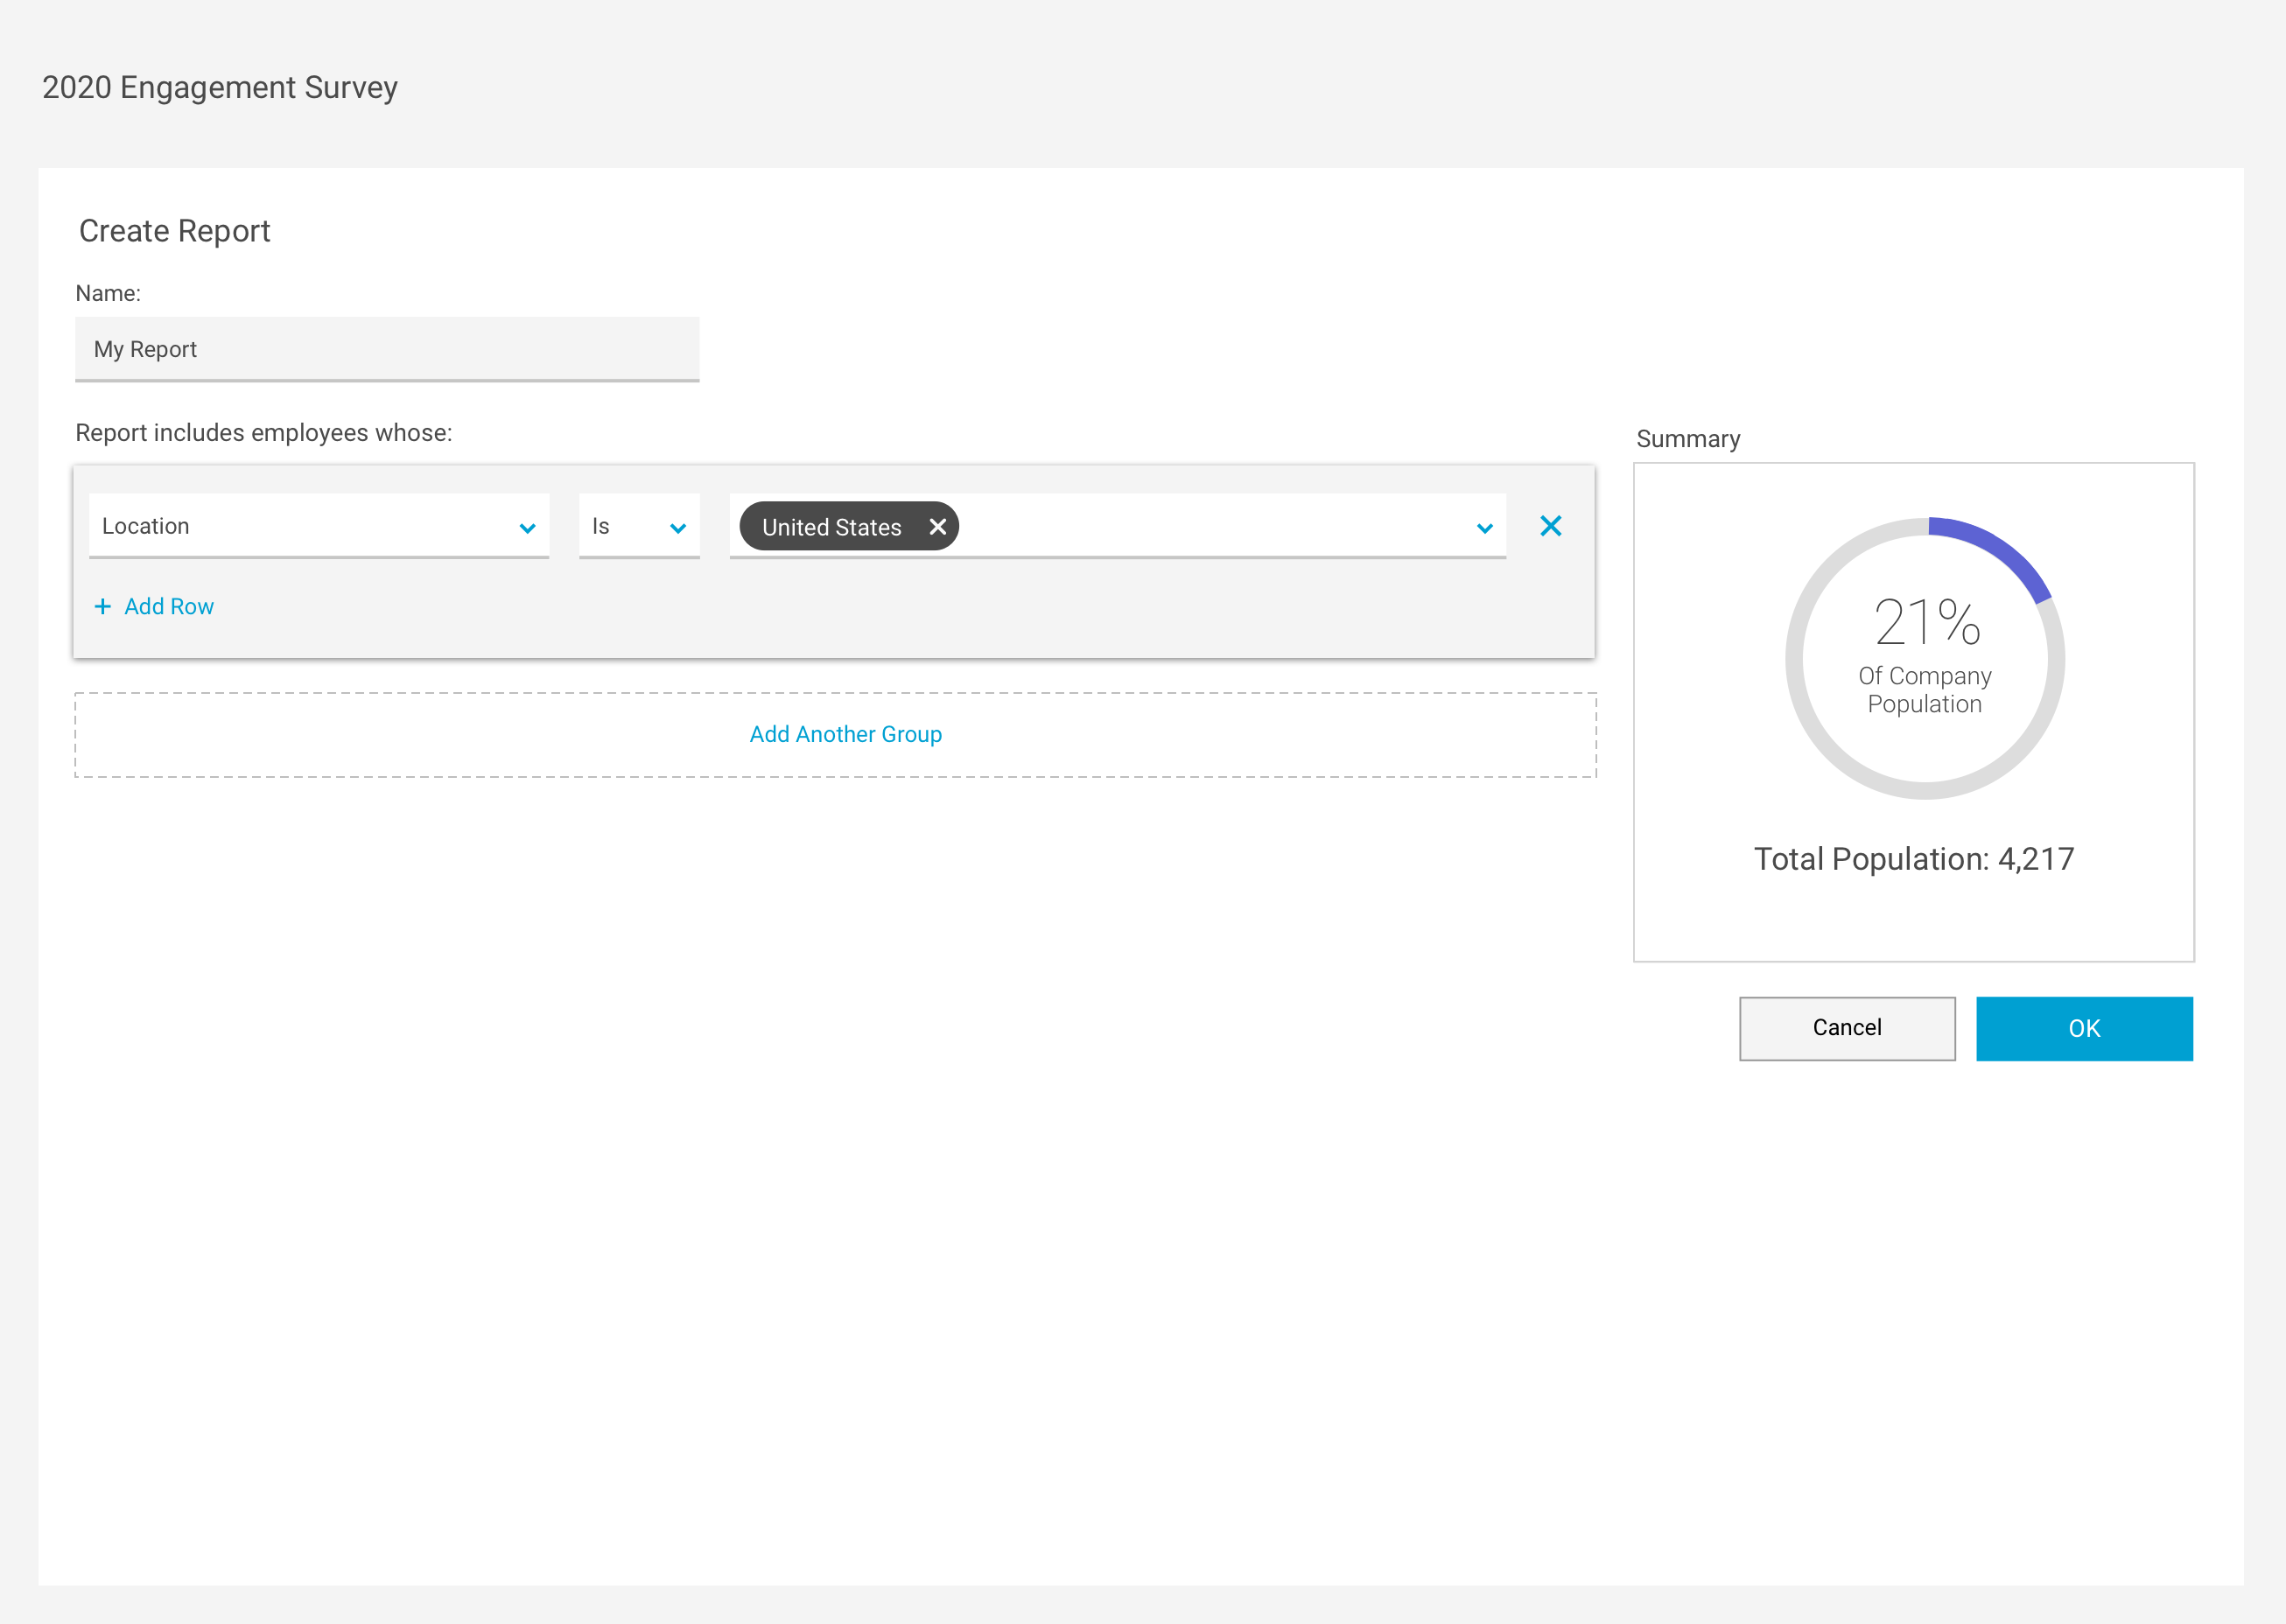 2020 Engagement Survey
Create Report
Name:
My Report
Report includes employees whose:
Location
Is
United States
+ Add Row
Add Another Group
Summary
21%
Of Company
Population
Total Population: 4,217
Cancel
OK